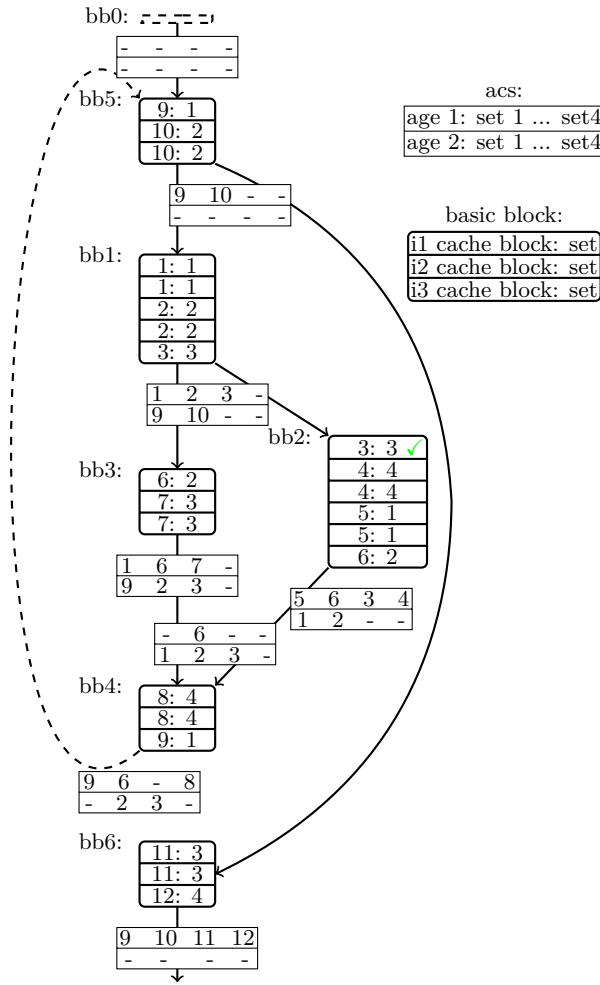 bb0:
- - - -
- - - -
bb5:
9: 1
10: 2
10: 2
acs:
age 1: set 1 ... set4
age 2: set 1 ... set4
9 10 - -
- - - -
basic block:
i1 cache block: set
i2 cache block: set
i3 cache block: set
bb1:
1: 1
1: 1
2: 2
2: 2
3: 3
1 2 3 -
9 10 - -
bb2:
3: 3 ✓
4: 4
4: 4
5: 1
5: 1
6: 2
bb3:
6: 2
7: 3
7: 3
1 6 7 -
9 2 3 -
5 6 3 4
1 2 - -
- 6 - -
1 2 3 -
bb4:
8: 4
8: 4
9: 1
9 6 - 8
- 2 3 -
bb6:
11: 3
11: 3
12: 4
9 10 11 12
- - - -